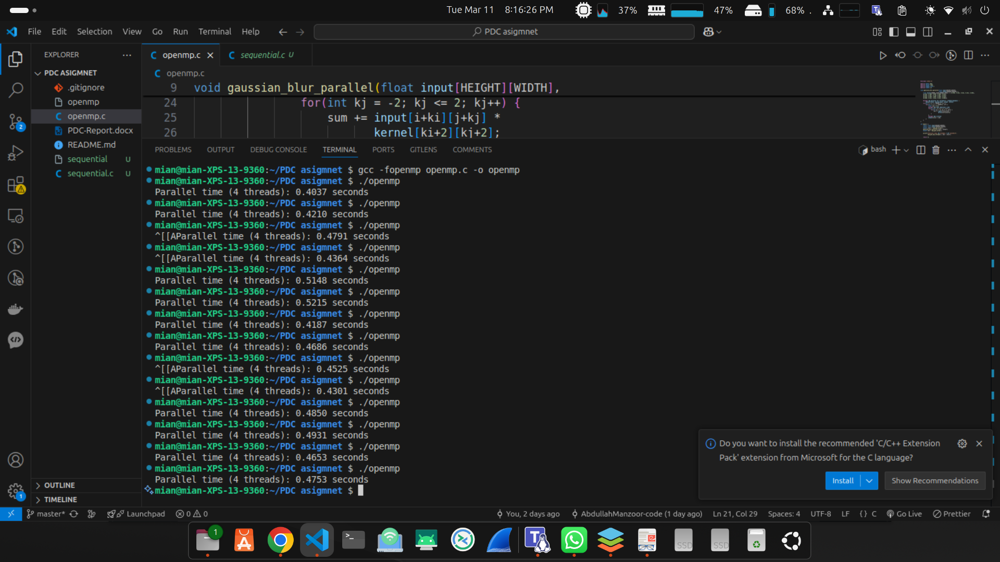 Tue Mar 11 8:16:26 PM 37% 47% 68% .
File Edit Selection View Go Run Terminal Help PDC asigmnet
EXPLORER
openmp.c
sequential.c U
PDC ASIGMNET
.gitignore
openmp
openmp.c
PDC-Report.docx
README.md
sequential U
sequential.c U
OUTLINE
TIMELINE
2
1
openmp.c
9 void gaussian_blur_parallel(float input[HEIGHT][WIDTH],
24 for(int kj = -2; kj <= 2; kj++) {
25 sum += input[i+ki][j+kj] *
26 kernel[ki+2][kj+2];
PROBLEMS OUTPUT DEBUG CONSOLE TERMINAL PORTS GITLENS COMMENTS bash
mian@mian-XPS-13-9360:~/PDC asigmnet $ gcc -fopenmp openmp.c -o openmp
mian@mian-XPS-13-9360:~/PDC asigmnet $ ./openmp
Parallel time (4 threads): 0.4037 seconds
mian@mian-XPS-13-9360:~/PDC asigmnet $ ./openmp
Parallel time (4 threads): 0.4210 seconds
mian@mian-XPS-13-9360:~/PDC asigmnet $ ./openmp
^[[AParallel time (4 threads): 0.4791 seconds
mian@mian-XPS-13-9360:~/PDC asigmnet $ ./openmp
^[[AParallel time (4 threads): 0.4364 seconds
mian@mian-XPS-13-9360:~/PDC asigmnet $ ./openmp
Parallel time (4 threads): 0.5148 seconds
mian@mian-XPS-13-9360:~/PDC asigmnet $ ./openmp
Parallel time (4 threads): 0.5215 seconds
mian@mian-XPS-13-9360:~/PDC asigmnet $ ./openmp
Parallel time (4 threads): 0.4187 seconds
mian@mian-XPS-13-9360:~/PDC asigmnet $ ./openmp
Parallel time (4 threads): 0.4686 seconds
mian@mian-XPS-13-9360:~/PDC asigmnet $ ./openmp
^[[AParallel time (4 threads): 0.4525 seconds
mian@mian-XPS-13-9360:~/PDC asigmnet $ ./openmp
^[[AParallel time (4 threads): 0.4301 seconds
mian@mian-XPS-13-9360:~/PDC asigmnet $ ./openmp
Parallel time (4 threads): 0.4850 seconds
mian@mian-XPS-13-9360:~/PDC asigmnet $ ./openmp
Parallel time (4 threads): 0.4931 seconds
mian@mian-XPS-13-9360:~/PDC asigmnet $ ./openmp
Parallel time (4 threads): 0.4653 seconds
mian@mian-XPS-13-9360:~/PDC asigmnet $ ./openmp
Parallel time (4 threads): 0.4753 seconds
mian@mian-XPS-13-9360:~/PDC asigmnet $
Do you want to install the recommended 'C/C++ Extension
Pack' extension from Microsoft for the C language?
Install Show Recommendations
master* Launchpad 0 0 You, 2 days ago AbdullahManzoor-code (1 day ago) Ln 21, Col 29 Spaces: 4 UTF-8 LF {} C Go Live Prettier
1
SSD SSD